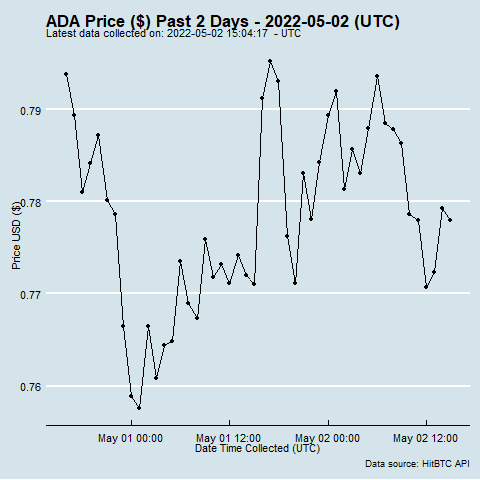 ADA Price ($) Past 2 Days - 2022-05-02 (UTC)
Latest data collected on: 2022-05-02 15:04:17 - UTC
0.79
0.78
0.77
0.76
Price USD ($)
May 01 00:00
May 01 12:00
May 02 00:00
May 02 12:00
Date Time Collected (UTC)
Data source: HitBTC API